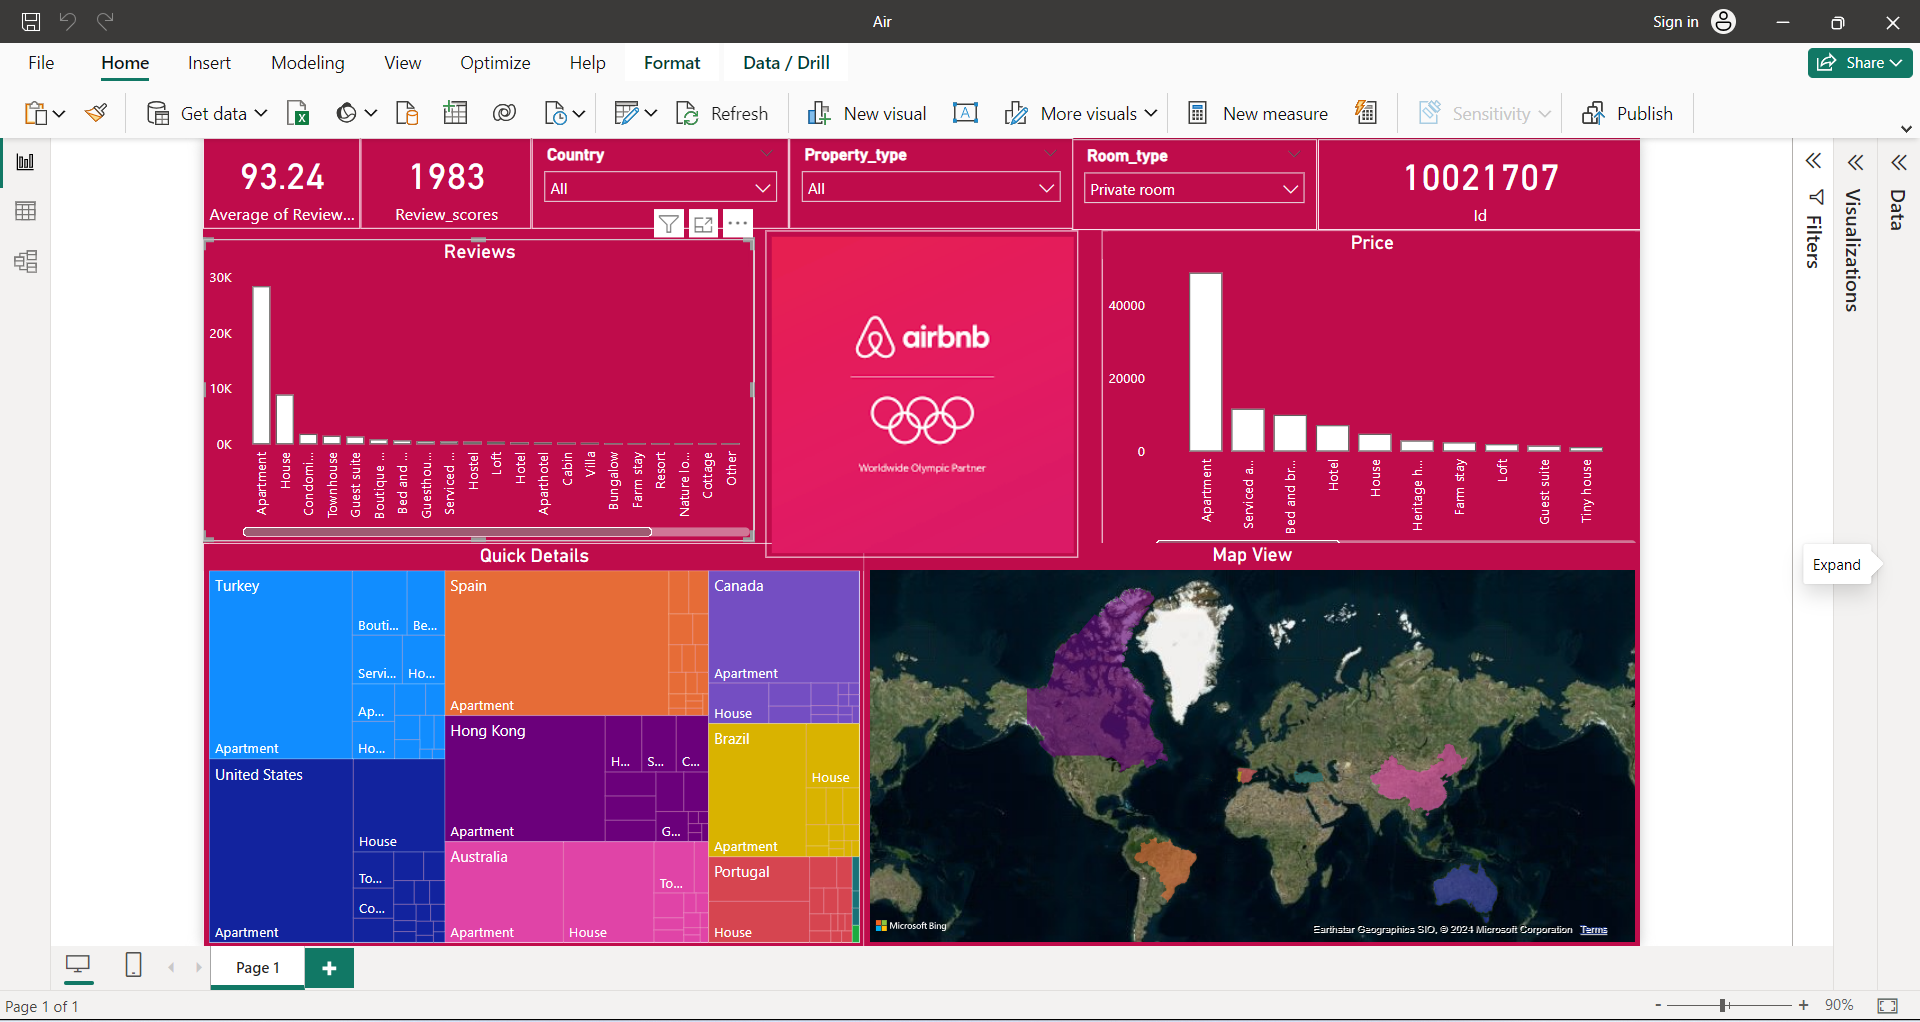 Air
Sign in
File Home Insert Modeling View Optimize Help Format Data / Drill
Share
Get data
Refresh
New visual
More visuals
New measure
Sensitivity
Publish
93.24
Average of Review...
1983
Review_scores
Country
All
Property_type
All
Room_type
Private room
10021707
Id
Reviews
30K
20K
10K
0K
Apartment
House
Condomi...
Townhouse
Guest suite
Boutique ...
Bed and ...
Guesthou...
Serviced ...
Hostel
Loft
Hotel
Aparthotel
Cabin
Villa
Bungalow
Farm stay
Resort
Nature lo...
Cottage
Other
airbnb
Worldwide Olympic Partner
Price
40000
20000
0
Apartment
Serviced a...
Bed and br...
Hotel
House
Heritage h...
Farm stay
Loft
Guest suite
Tiny house
Quick Details
Turkey
Bouti...
Be...
Servi...
Ho...
Ap...
Ho...
Apartment
United States
House
To...
Co...
Apartment
Spain
Apartment
Hong Kong
H...
S...
C...
G...
Apartment
Australia
To...
Apartment
House
Canada
Apartment
House
Brazil
House
Apartment
Portugal
House
Map View
Microsoft Bing
Earthstar Geographics SIO, © 2024 Microsoft Corporation Terms
Filters
Visualizations
Data
Expand
Page 1
Page 1 of 1
- + 90%